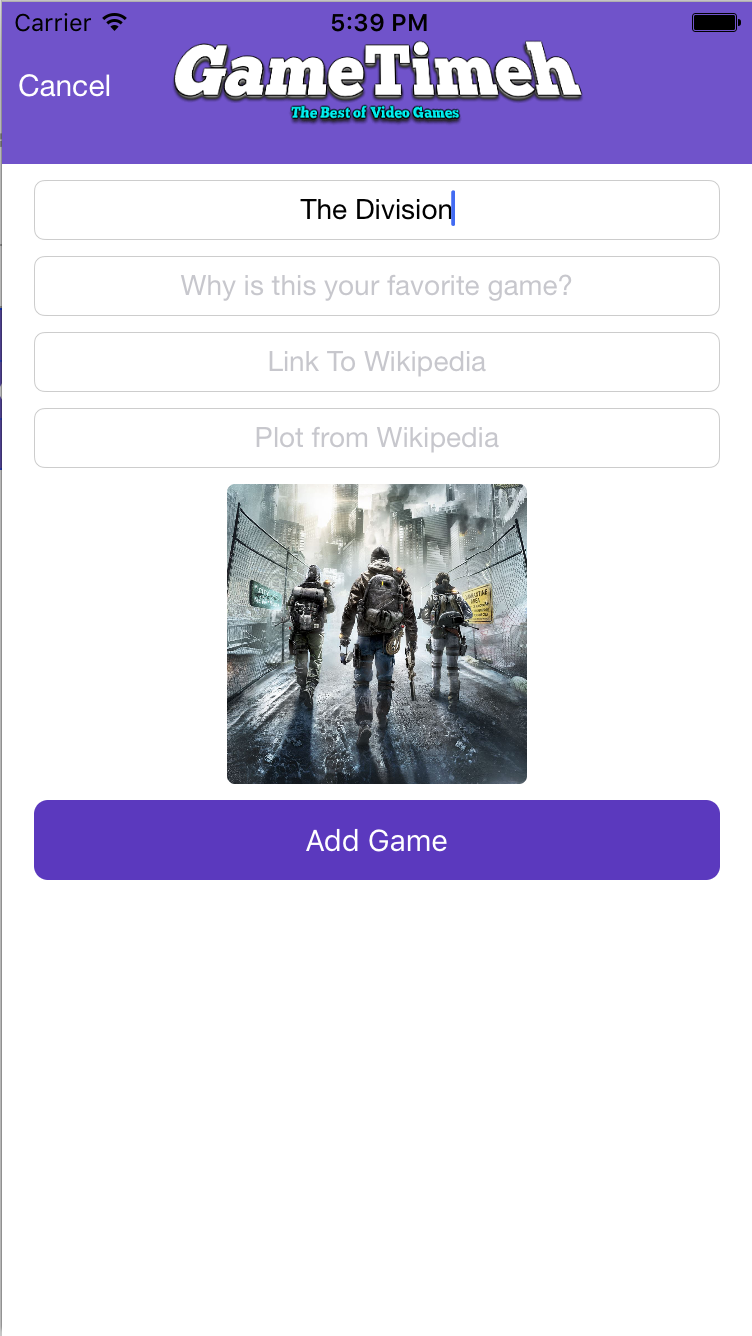 Carrier
5:39 PM
Cancel
GameTimeh
The Best of Video Games
The Division
Why is this your favorite game?
Link To Wikipedia
Plot from Wikipedia
Add Game